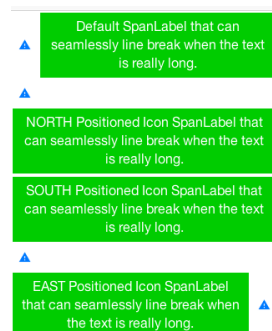 Default SpanLabel that can
seamlessly line break when the text
is really long.
NORTH Positioned Icon SpanLabel that
can seamlessly line break when the text
is really long.
SOUTH Positioned Icon SpanLabel that
can seamlessly line break when the text
is really long.
EAST Positioned Icon SpanLabel
that can seamlessly line break when
the text is really long.